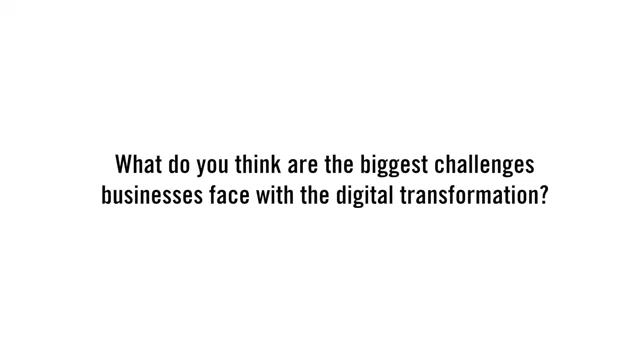 What do you think are the biggest challenges
businesses face with the digital transformation?